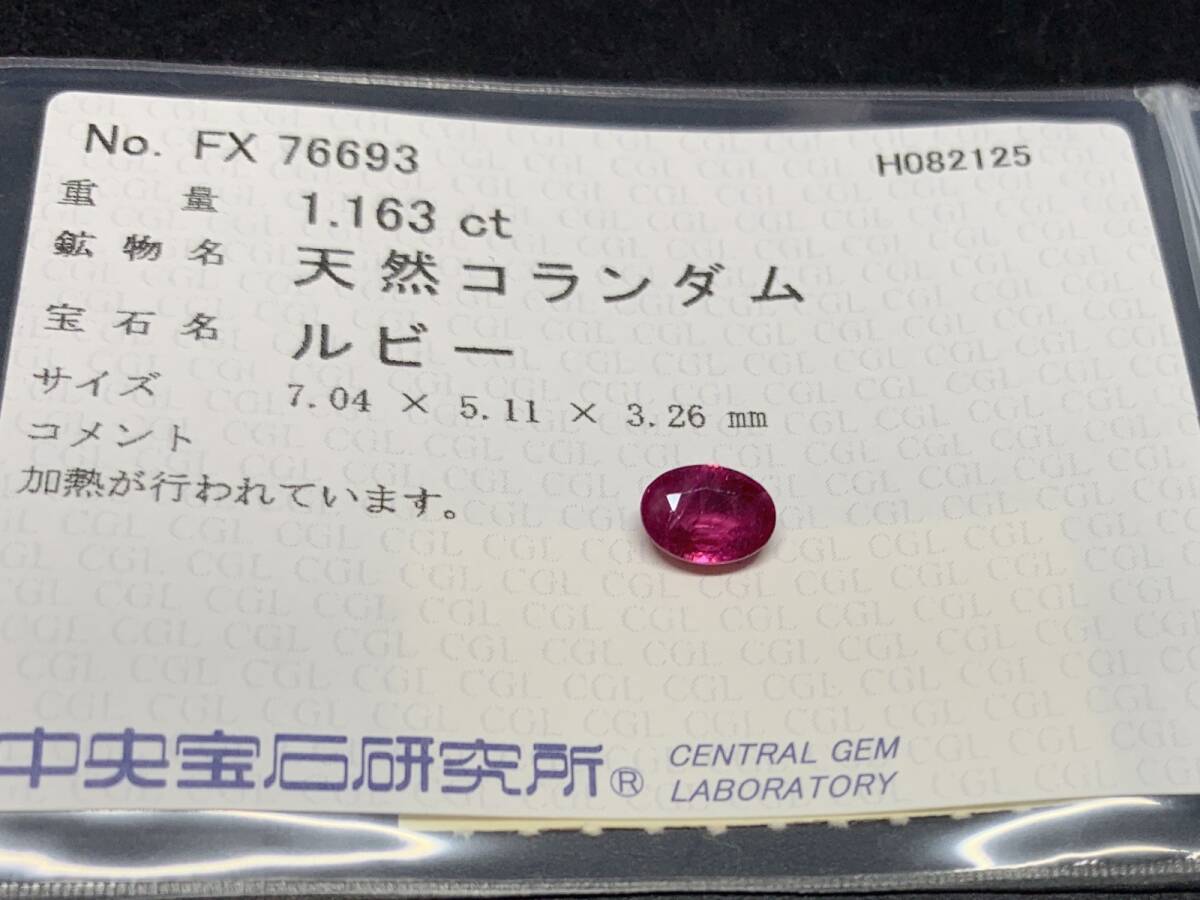 No. FX 76693 H082125
重量 1.163 ct
鉱物名 天然コランダム
宝石名 ルビー
サイズ 7.04 × 5.11 × 3.26 mm
コメント
加熱が行われています。
中央宝石研究所® CENTRAL GEM
LABORATORY